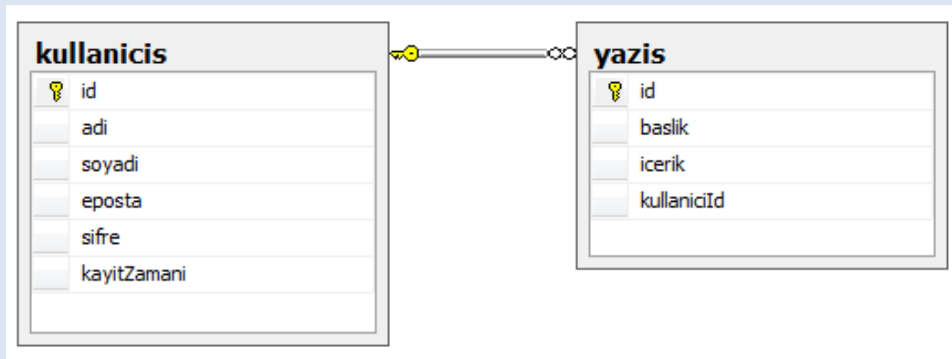 kullanicis
id
adi
soyadi
eposta
sifre
kayitZamani
yazis
id
baslik
icerik
kullaniciId